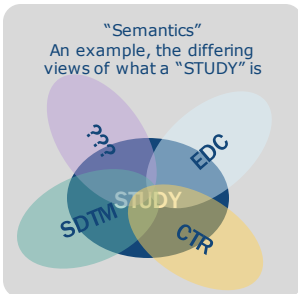 “Semantics”
An example, the differing
views of what a “STUDY” is
???
EDC
STUDY
SDTM
CTR